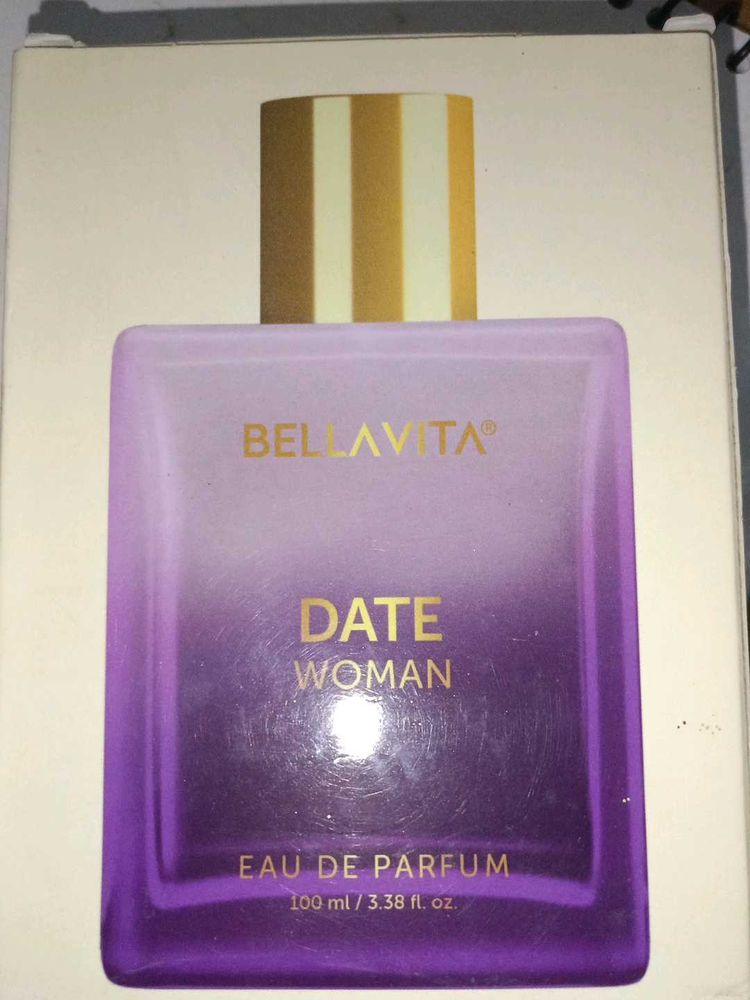 BELLAVITA®
DATE
WOMAN
EAU DE PARFUM
100 ml / 3.38 fl. oz.